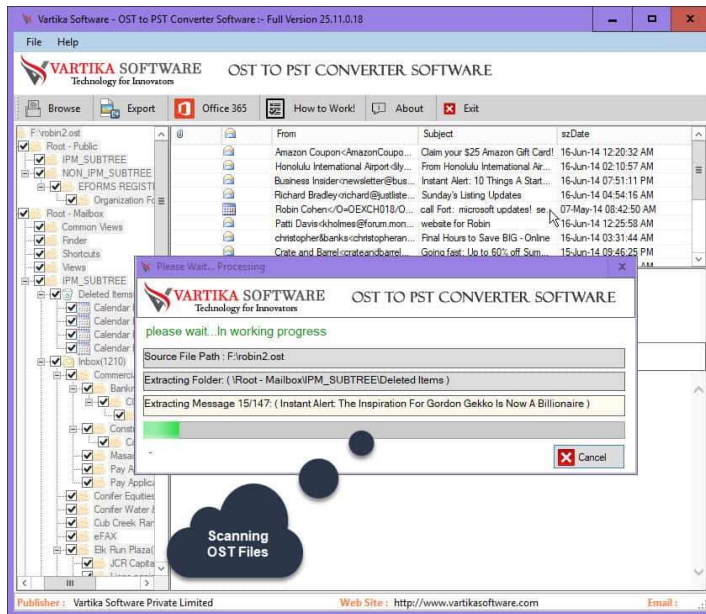 Vartika Software - OST to PST Converter Software :- Full Version 25.11.0.18
File Help
VARTIKA SOFTWARE
Technology for Innovators
OST TO PST CONVERTER SOFTWARE
Browse Export Office 365 How to Work! About Exit
F:\robin2.ost
Root - Public
IPM_SUBTREE
NON_IPM_SUBTREE
EFORMS REGISTI
Organization Fo
Root - Mailbox
Common Views
Finder
Shortcuts
Views
IPM_SUBTREE
Deleted Items
Calendar
Calendar
Calendar
Calendar
Inbox(1210)
Commerci
Bankr
Cl
Constr
Ca
Masa
Pay A
Pay Applica
Conifer Equities
Conifer Water &
Cub Creek Ran
eFAX
Elk Run Plaza(
JCR Capita
From Subject szDate
Amazon Coupon<AmazonCoupo... Claim your $25 Amazon Gift Card! 16-Jun-14 12:20:32 AM
Honolulu International Airport<lily... From Honolulu International Air... 16-Jun-14 02:10:57 AM
Business Insider<newsletter@bus... Instant Alert: 10 Things A Start... 16-Jun-14 07:51:11 PM
Richard Bradley<richard@justliste... Sunday's Listing Updates 16-Jun-14 04:54:16 AM
Robin Cohen</O=OEXCH018/O... call Fort: microsoft updates! se... 07-May-14 08:42:50 AM
Patti Davis<kholmes@forum.mon... website for Robin 16-Jun-14 12:25:58 AM
christopher&banks<christopheran... Final Hours to Save BIG - Online 16-Jun-14 03:31:44 AM
Crate and Barrel<crateandbarrel... Going fast: Up to 60% off Sum... 15-Jun-14 09:46:25 PM
Please Wait... Processing
VARTIKA SOFTWARE
Technology for Innovators
OST TO PST CONVERTER SOFTWARE
please wait...In working progress
Source File Path : F:\robin2.ost
Extracting Folder: ( \Root - Mailbox\IPM_SUBTREE\Deleted Items )
Extracting Message 15/147: ( Instant Alert: The Inspiration For Gordon Gekko Is Now A Billionaire )
-
Cancel
Scanning
OST Files
Publisher : Vartika Software Private Limited Web Site : http://www.vartikasoftware.com Email :